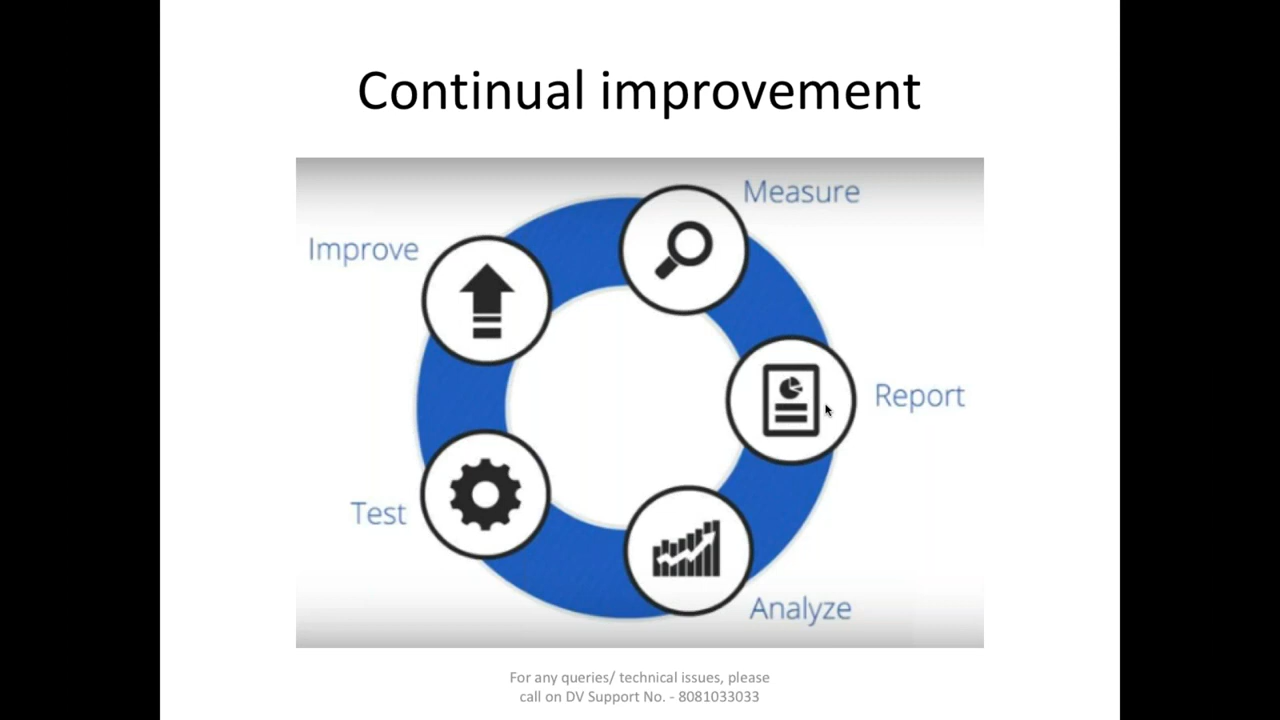 Continual improvement
Measure
Improve
Report
Test
Analyze
For any queries/ technical issues, please
call on DV Support No. - 8081033033